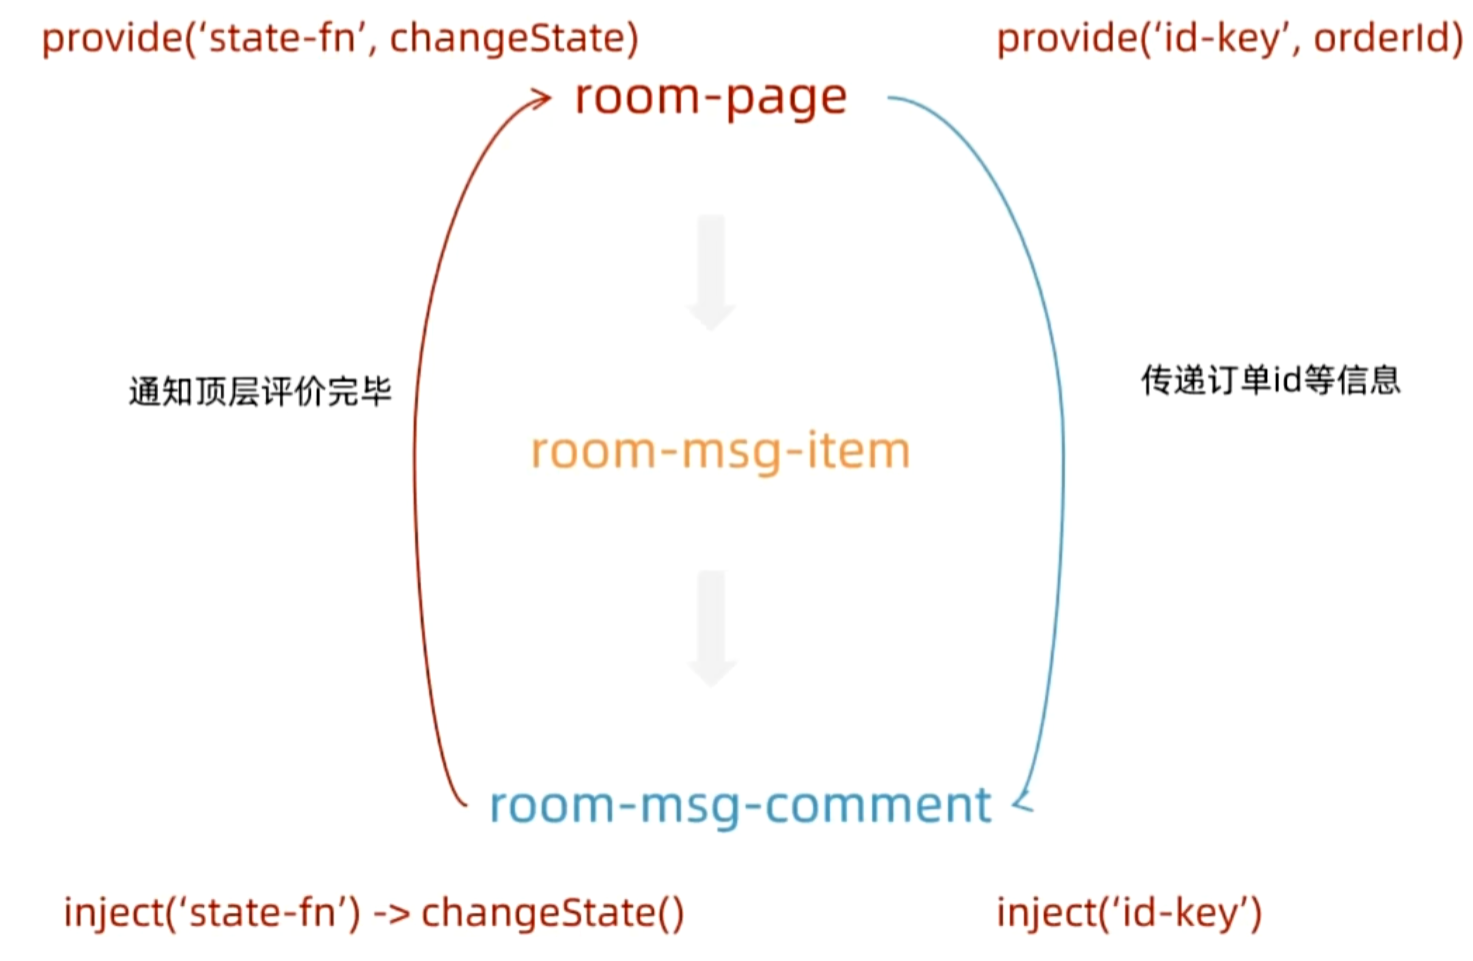 provide(‘state-fn’, changeState)
provide(‘id-key’, orderId)
room-page
通知顶层评价完毕
传递订单id等信息
room-msg-item
room-msg-comment
inject(‘state-fn’) -> changeState()
inject(‘id-key’)